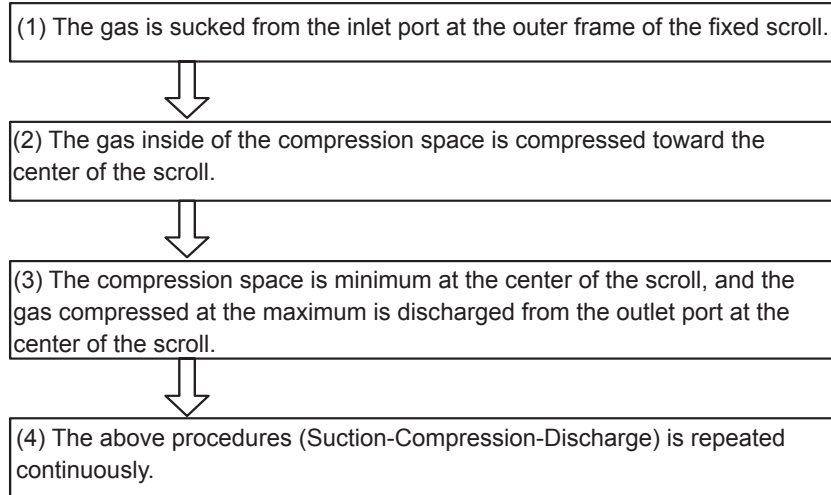 (1) The gas is sucked from the inlet port at the outer frame of the fixed scroll.
(2) The gas inside of the compression space is compressed toward the
center of the scroll.
(3) The compression space is minimum at the center of the scroll, and the
gas compressed at the maximum is discharged from the outlet port at the
center of the scroll.
(4) The above procedures (Suction-Compression-Discharge) is repeated
continuously.